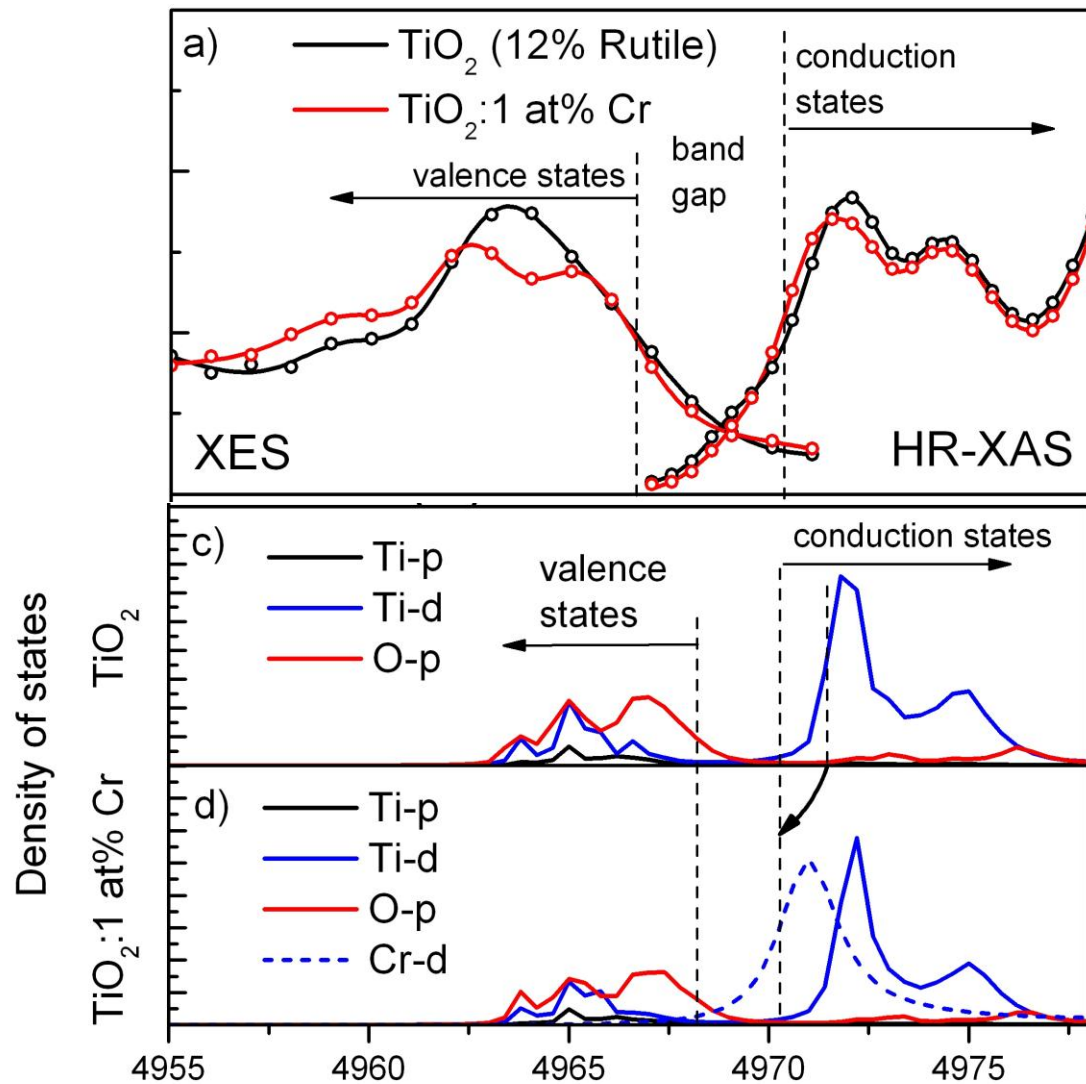 a)
TiO2 (12% Rutile)
TiO2:1 at% Cr
conduction
states
band
gap
valence states
XES
HR-XAS
c)
Ti-p
Ti-d
O-p
valence
states
conduction states
d)
Ti-p
Ti-d
O-p
Cr-d
Density of states
TiO2
TiO2:1 at% Cr
4955 4960 4965 4970 4975